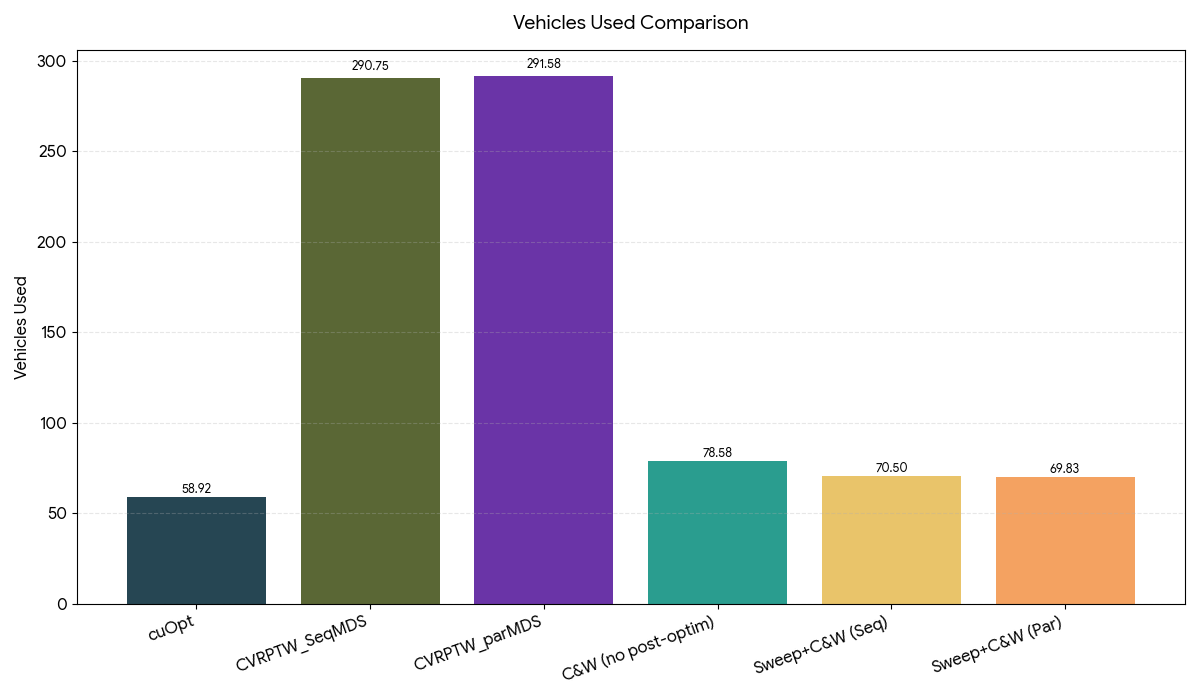 Vehicles Used Comparison
Vehicles Used
300
250
200
150
100
50
0
58.92
290.75
291.58
78.58
70.50
69.83
cuOpt
CVRPTW_SeqMDS
CVRPTW_parMDS
C&W (no post-optim)
Sweep+C&W (Seq)
Sweep+C&W (Par)